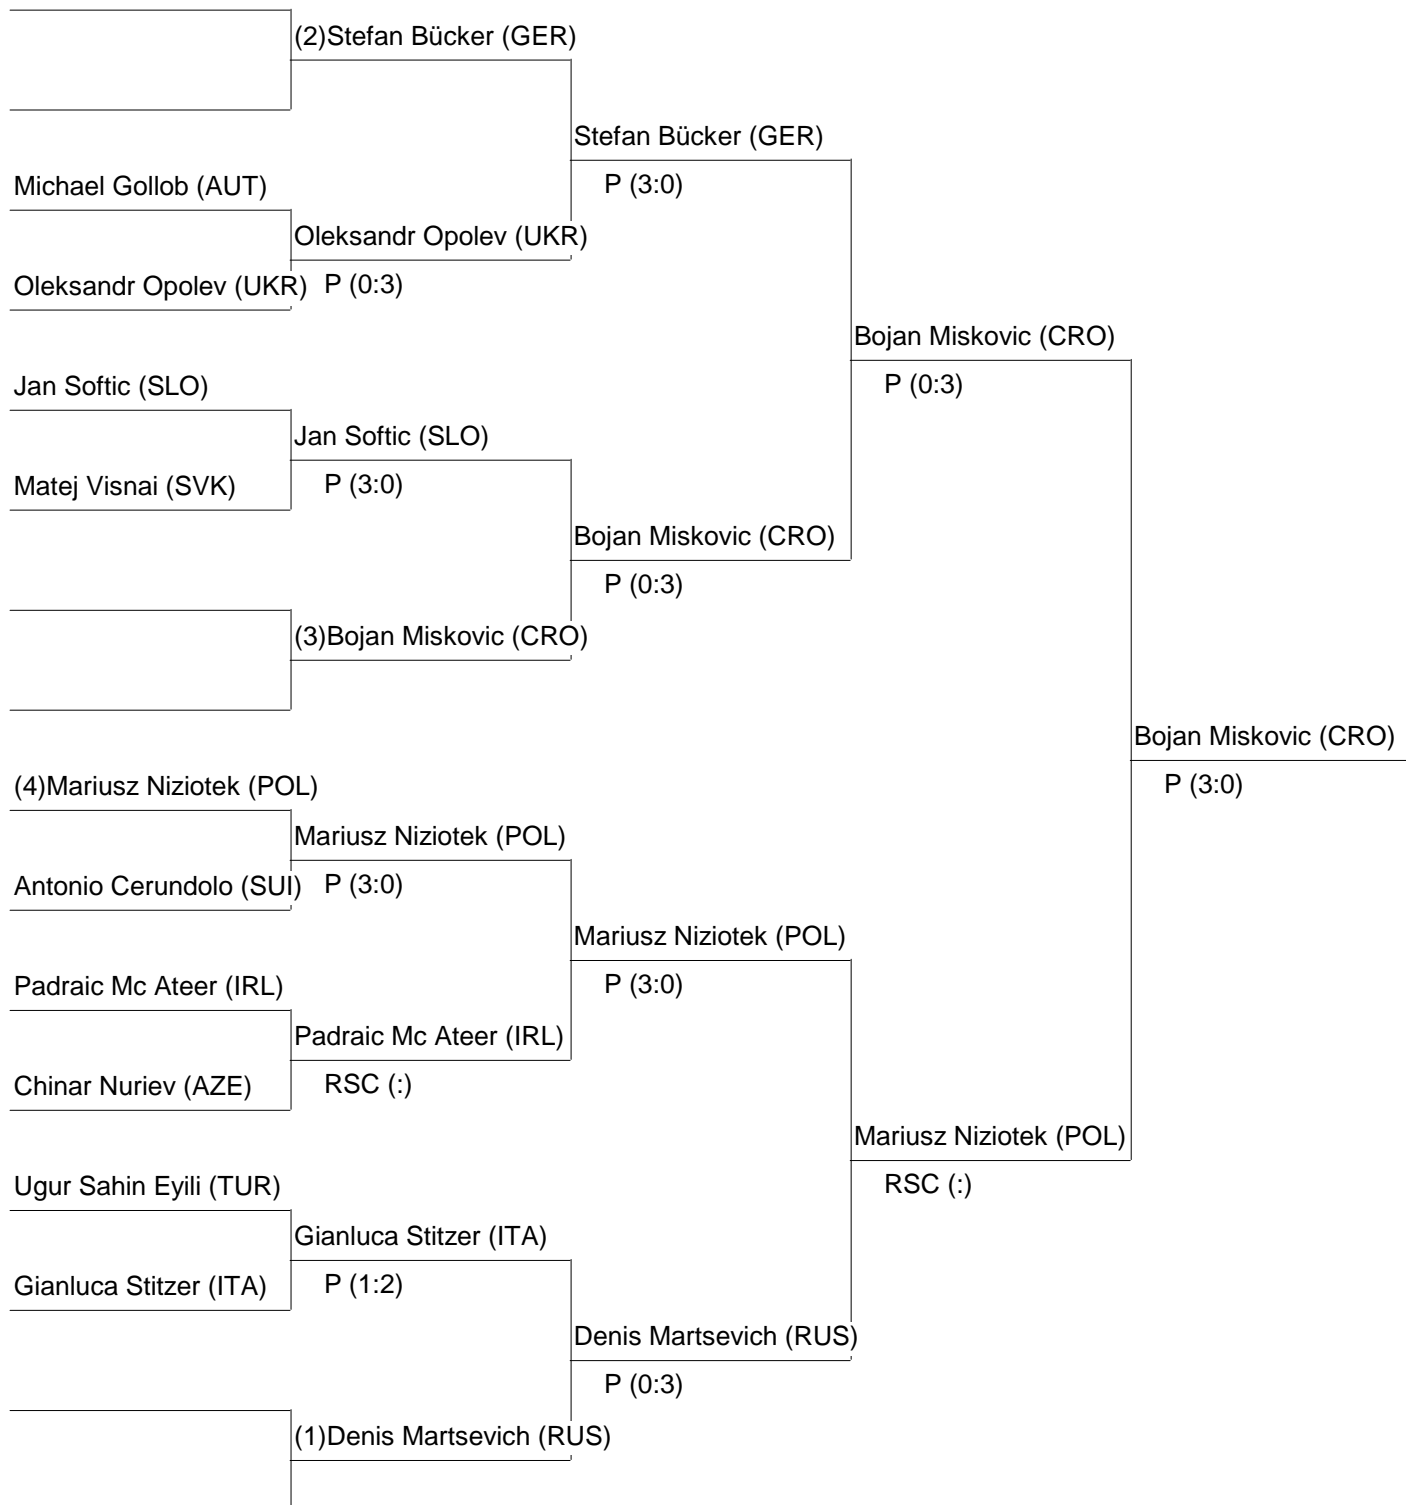 (2)Stefan Bücker (GER)
Stefan Bücker (GER)
Michael Gollob (AUT)
P (3:0)
Oleksandr Opolev (UKR)
Oleksandr Opolev (UKR)
P (0:3)
Bojan Miskovic (CRO)
Jan Softic (SLO)
P (0:3)
Jan Softic (SLO)
Matej Visnai (SVK)
P (3:0)
Bojan Miskovic (CRO)
P (0:3)
(3)Bojan Miskovic (CRO)
Bojan Miskovic (CRO)
(4)Mariusz Niziotek (POL)
P (3:0)
Mariusz Niziotek (POL)
Antonio Cerundolo (SUI)
P (3:0)
Mariusz Niziotek (POL)
Padraic Mc Ateer (IRL)
P (3:0)
Padraic Mc Ateer (IRL)
Chinar Nuriev (AZE)
RSC (:)
Mariusz Niziotek (POL)
Ugur Sahin Eyili (TUR)
RSC (:)
Gianluca Stitzer (ITA)
Gianluca Stitzer (ITA)
P (1:2)
Denis Martsevich (RUS)
P (0:3)
(1)Denis Martsevich (RUS)